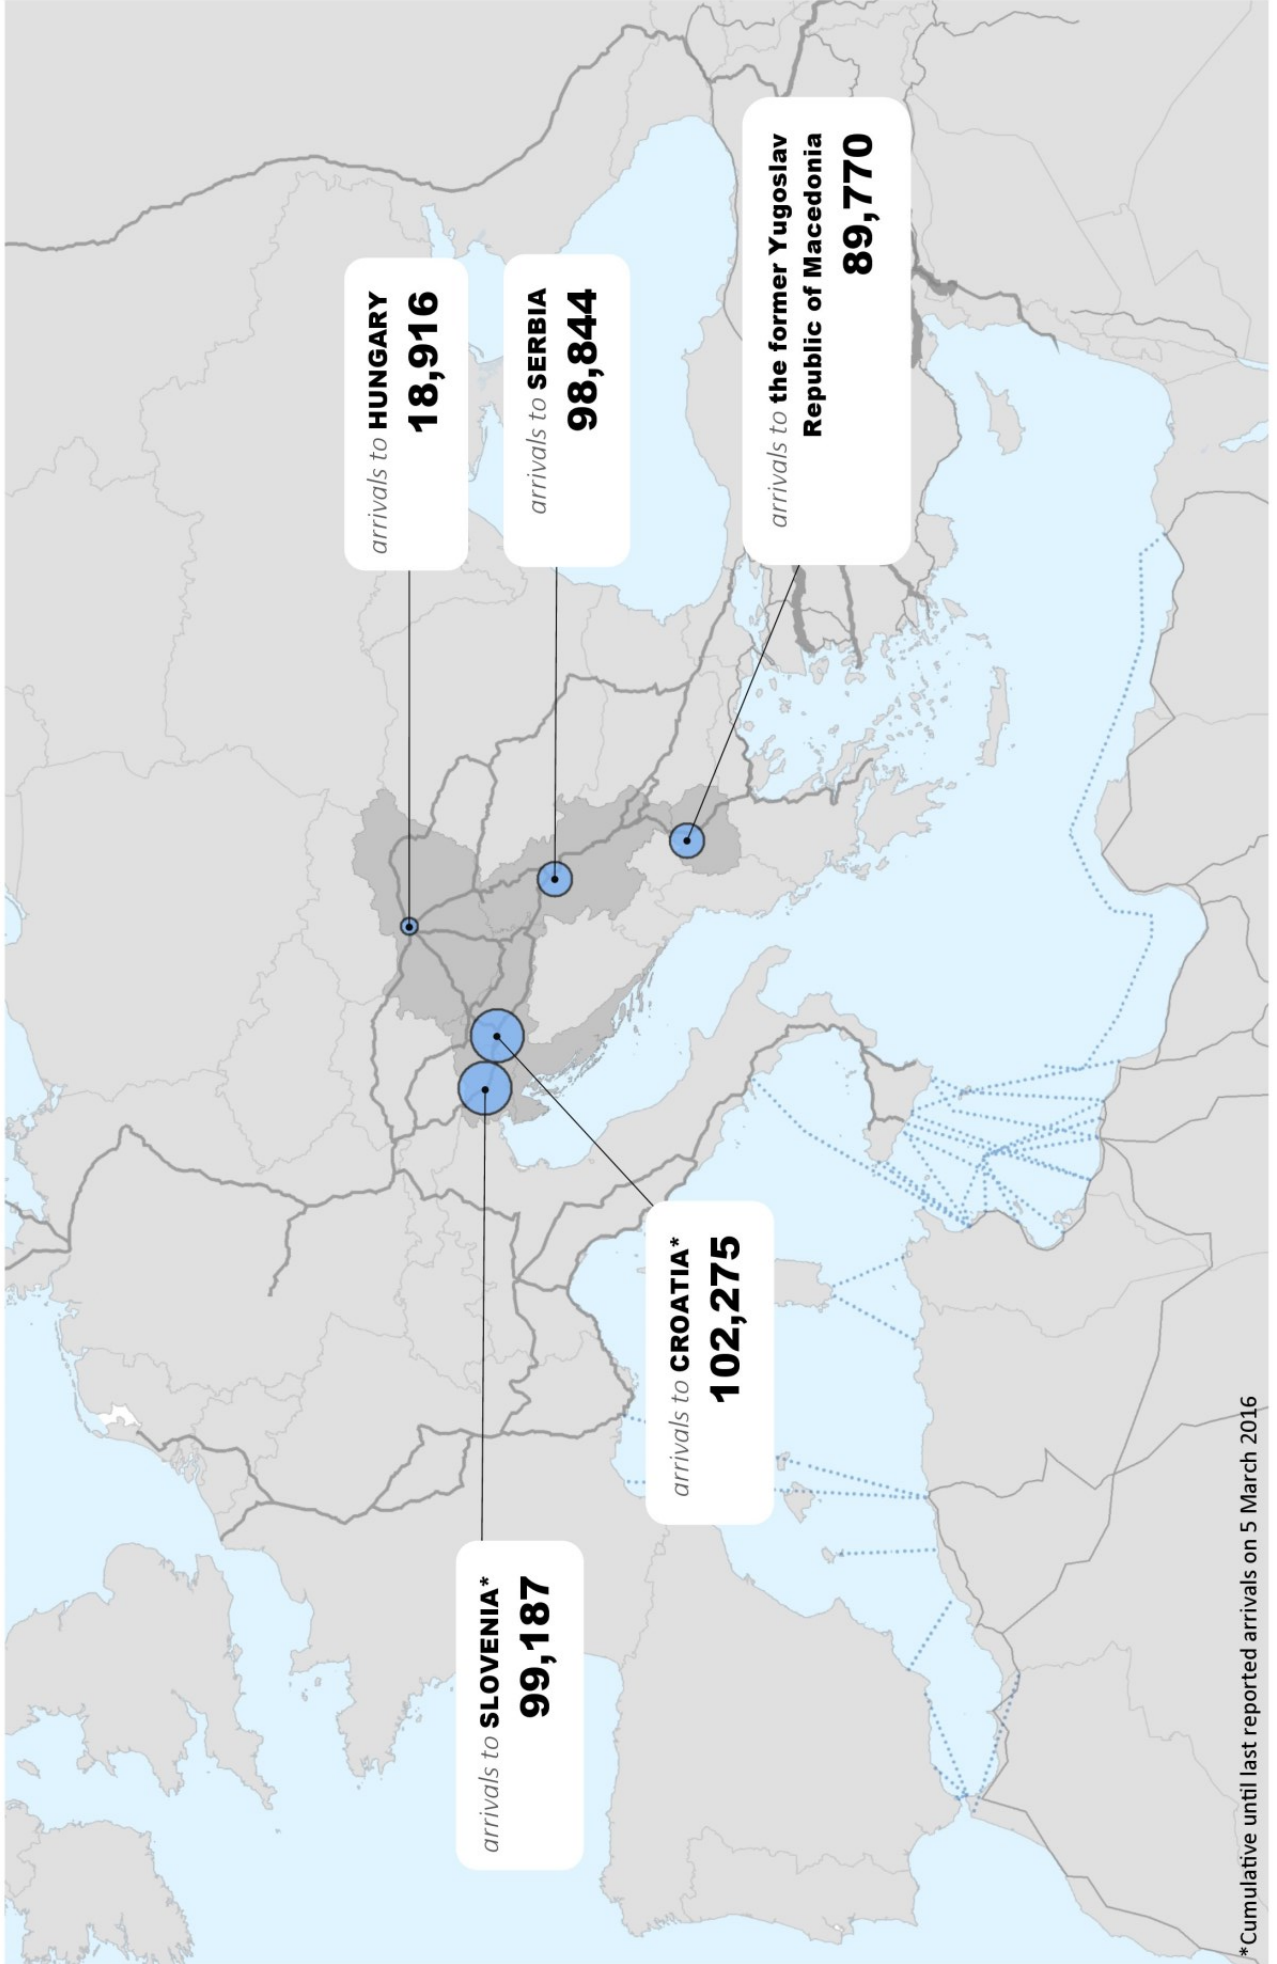 arrivals to HUNGARY
18,916
arrivals to SERBIA
98,844
arrivals to the former Yugoslav
Republic of Macedonia
89,770
arrivals to SLOVENIA*
99,187
arrivals to CROATIA*
102,275
*Cumulative until last reported arrivals on 5 March 2016